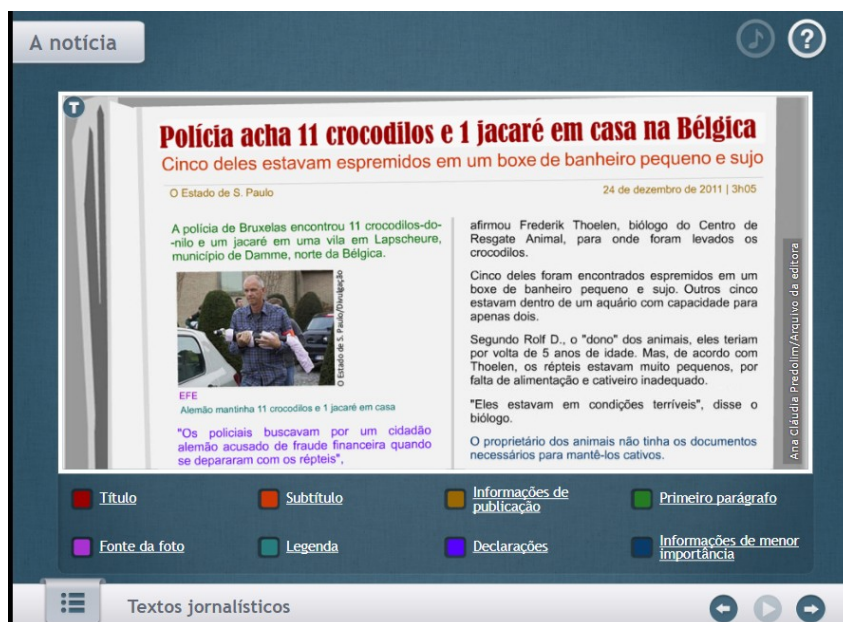 A notícia
Polícia acha 11 crocodilos e 1 jacaré em casa na Bélgica
Cinco deles estavam espremidos em um boxe de banheiro pequeno e sujo
O Estado de S. Paulo
24 de dezembro de 2011 | 3h05
A polícia de Bruxelas encontrou 11 crocodilos-do-
-nilo e um jacaré em uma vila em Lapscheure,
município de Damme, norte da Bélgica.
O Estado de S. Paulo/Divulgação
EFE
Alemão mantinha 11 crocodilos e 1 jacaré em casa
"Os policiais buscavam por um cidadão
alemão acusado de fraude financeira quando
se depararam com os répteis",
afirmou Frederik Thoelen, biólogo do Centro de
Resgate Animal, para onde foram levados os
crocodilos.
Cinco deles foram encontrados espremidos em um
boxe de banheiro pequeno e sujo. Outros cinco
estavam dentro de um aquário com capacidade para
apenas dois.
Segundo Rolf D., o "dono" dos animais, eles teriam
por volta de 5 anos de idade. Mas, de acordo com
Thoelen, os répteis estavam muito pequenos, por
falta de alimentação e cativeiro inadequado.
"Eles estavam em condições terríveis", disse o
biólogo.
O proprietário dos animais não tinha os documentos
necessários para mantê-los cativos.
Ana Cláudia Predolim/Arquivo da editora
Título
Subtítulo
Informações de
publicação
Primeiro parágrafo
Fonte da foto
Legenda
Declarações
Informações de menor
importância
Textos jornalísticos